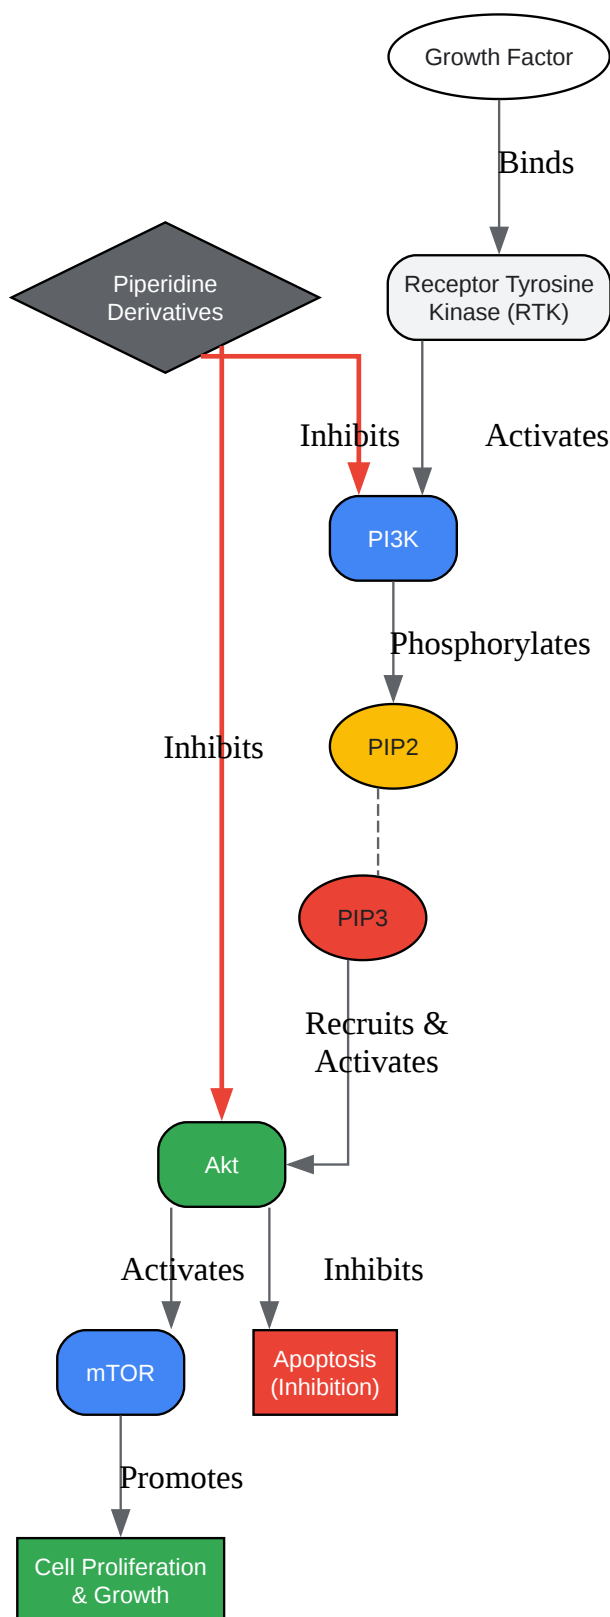 Growth Factor
Binds
Piperidine
Derivatives
Receptor Tyrosine
Kinase (RTK)
Inhibits
Activates
PI3K
Phosphorylates
Inhibits
PIP2
PIP3
Recruits &
Activates
Akt
Activates
Inhibits
mTOR
Apoptosis
(Inhibition)
Promotes
Cell Proliferation
& Growth